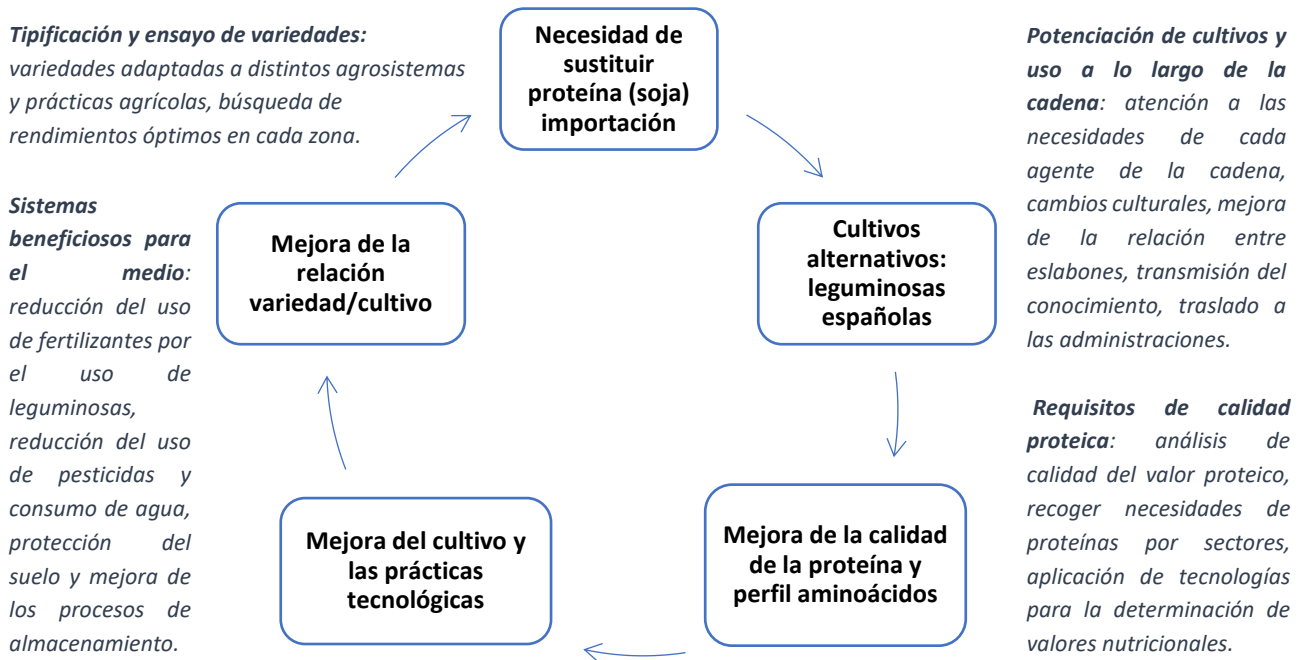 Tipificación y ensayo de variedades:
variedades adaptadas a distintos agrosistemas
y prácticas agrícolas, búsqueda de
rendimientos óptimos en cada zona.
Necesidad de
sustituir
proteína (soja)
importación
Potenciación de cultivos y
uso a lo largo de la
cadena: atención a las
necesidades de cada
agente de la cadena,
cambios culturales, mejora
de la relación entre
eslabones, transmisión del
conocimiento, traslado a
las administraciones.
Sistemas
beneficiosos para
el medio:
reducción del uso
de fertilizantes por
el uso de
leguminosas,
reducción del uso
de pesticidas y
consumo de agua,
protección del
suelo y mejora de
los procesos de
almacenamiento.
Mejora de la
relación
variedad/cultivo
Cultivos
alternativos:
leguminosas
españolas
Requisitos de calidad
proteica: análisis de
calidad del valor proteico,
recoger necesidades de
proteínas por sectores,
aplicación de tecnologías
para la determinación de
valores nutricionales.
Mejora del cultivo y
las prácticas
tecnológicas
Mejora de la calidad
de la proteína y
perfil aminoácidos